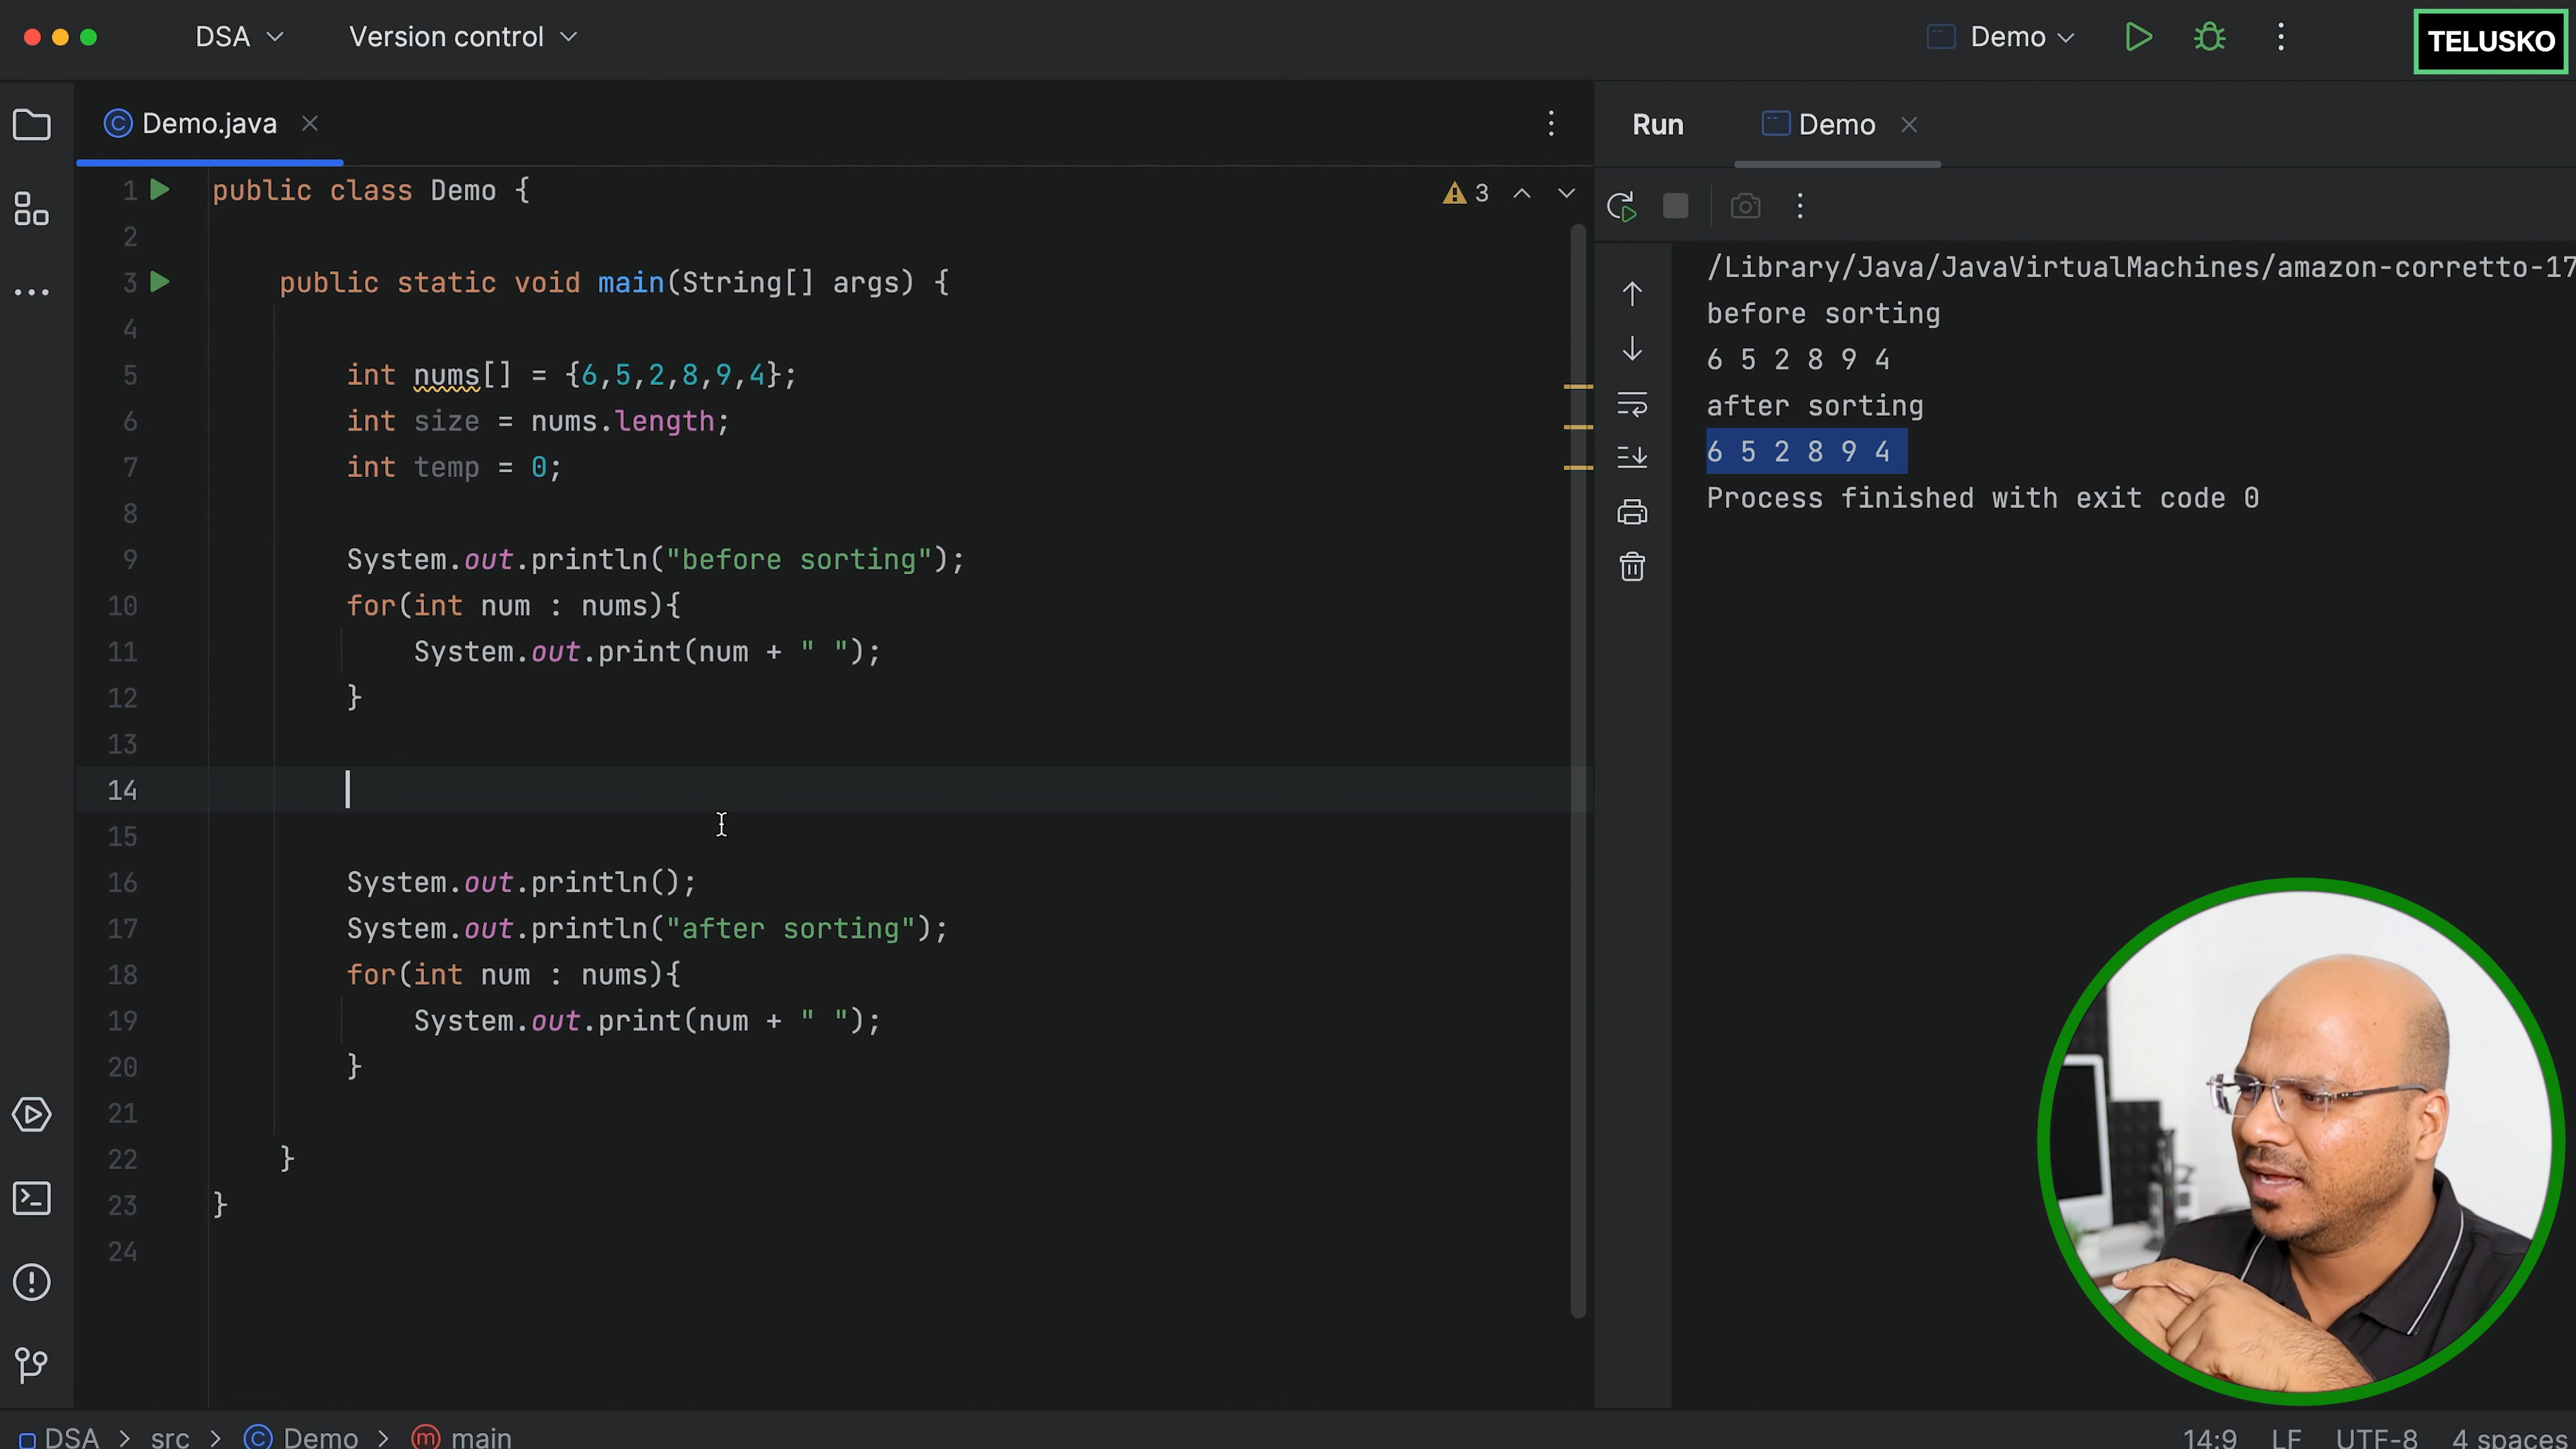 DSA
Version control
Demo
TELUSKO
Demo.java
3
1 public class Demo {
2
3 public static void main(String[] args) {
4
5 int nums[] = {6,5,2,8,9,4};
6 int size = nums.length;
7 int temp = 0;
8
9 System.out.println("before sorting");
10 for(int num : nums){
11 System.out.print(num + " ");
12 }
13
14
15
16 System.out.println();
17 System.out.println("after sorting");
18 for(int num : nums){
19 System.out.print(num + " ");
20 }
21
22 }
23 }
24
Run
Demo
/Library/Java/JavaVirtualMachines/amazon-corretto-17
before sorting
6 5 2 8 9 4
after sorting
6 5 2 8 9 4
Process finished with exit code 0
DSA > src > Demo > main
14:9 LF UTF-8 4 spaces